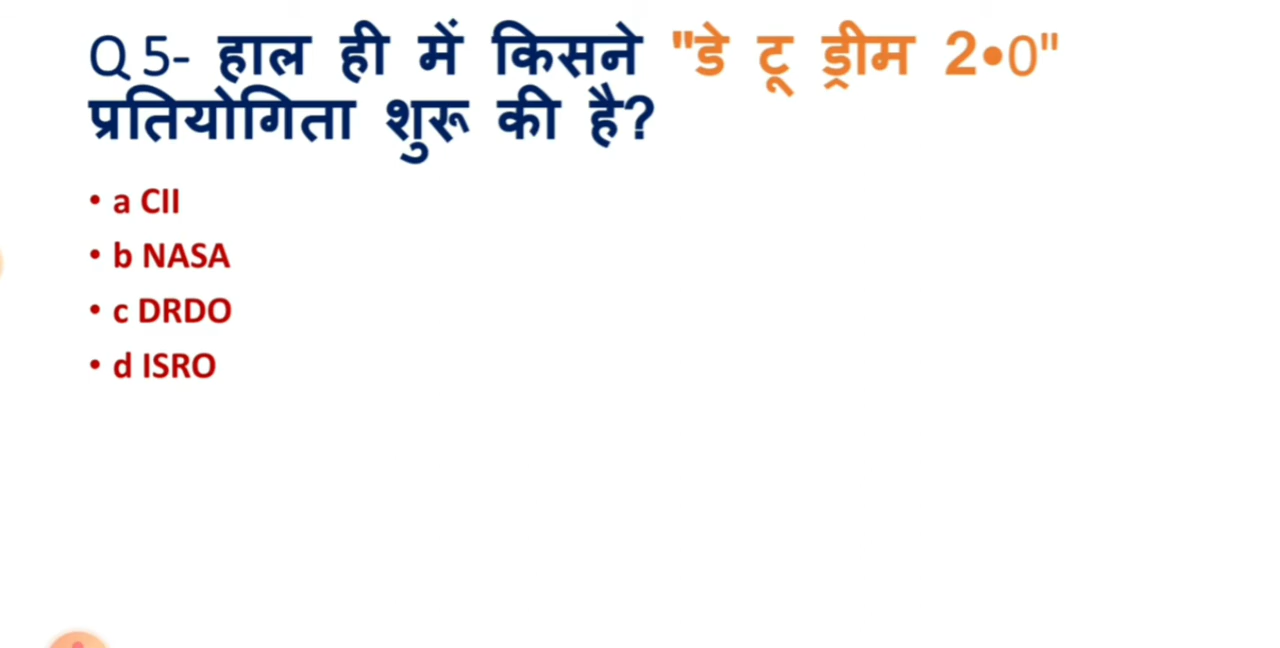 Q 5- हाल ही में किसने "डे टू ड्रीम 2•0"
प्रतियोगिता शुरू की है?
• a CII
• b NASA
• c DRDO
• d ISRO